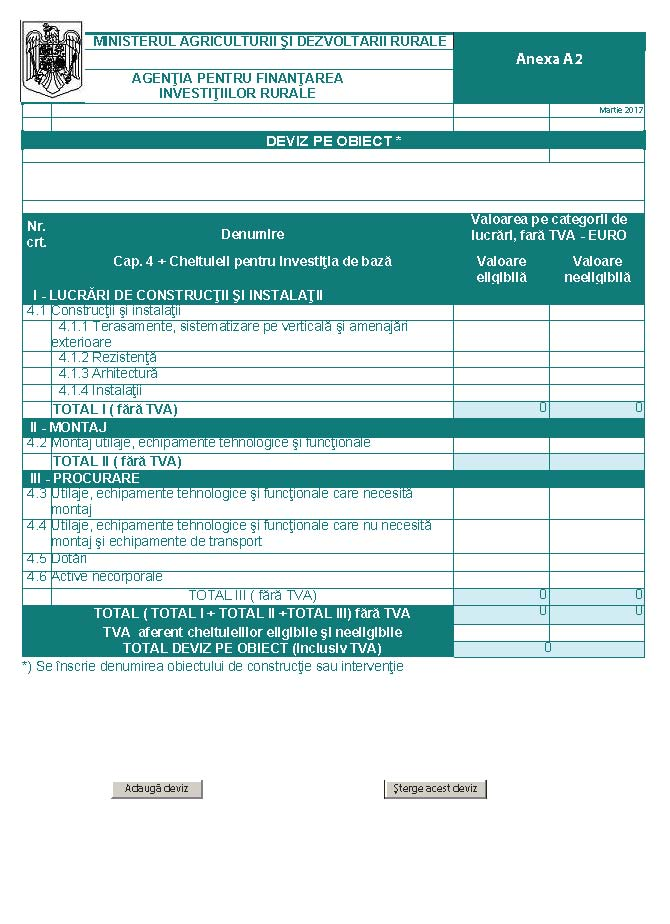 MINISTERUL AGRICULTURII ŞI DEZVOLTARII RURALE
Anexa A2
AGENŢIA PENTRU FINANŢAREA
INVESTIŢIILOR RURALE
Martie 2017
DEVIZ PE OBIECT *
Nr.
crt.
Denumire
Valoarea pe categorii de
lucrări, fară TVA - EURO
Cap. 4 + Cheltuieli pentru investiţia de bază
Valoare
eligibilă
Valoare
neeligibilă
I - LUCRĂRI DE CONSTRUCŢII ŞI INSTALAŢII
4.1 Construcţii şi instalaţii
4.1.1 Terasamente, sistematizare pe verticală şi amenajări
exterioare
4.1.2 Rezistenţă
4.1.3 Arhitectură
4.1.4 Instalaţii
TOTAL I ( fără TVA) 0 0
II - MONTAJ
4.2 Montaj utilaje, echipamente tehnologice şi funcţionale
TOTAL II ( fără TVA)
III - PROCURARE
4.3 Utilaje, echipamente tehnologice şi funcţionale care necesită
montaj
4.4 Utilaje, echipamente tehnologice şi funcţionale care nu necesită
montaj şi echipamente de transport
4.5 Dotări
4.6 Active necorporale
TOTAL III ( fără TVA) 0 0
TOTAL ( TOTAL I + TOTAL II +TOTAL III) fără TVA 0 0
TVA aferent cheltuielilor eligibile şi neeligibile
TOTAL DEVIZ PE OBIECT (inclusiv TVA) 0
*) Se înscrie denumirea obiectului de construcţie sau intervenţie
Adaugă deviz
Şterge acest deviz